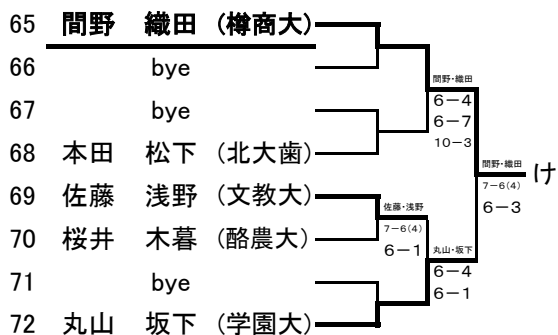 65 間野 織田 (樽商大)
66 bye
67 bye
68 本田 松下 (北大歯)
69 佐藤 浅野 (文教大)
70 桜井 木暮 (酪農大)
71 bye
72 丸山 坂下 (学園大)
間野・織田
6-4
6-7
10-3
佐藤・浅野
7-6(4)
6-1
丸山・坂下
6-4
6-1
間野・織田
7-6(4)
6-3
け